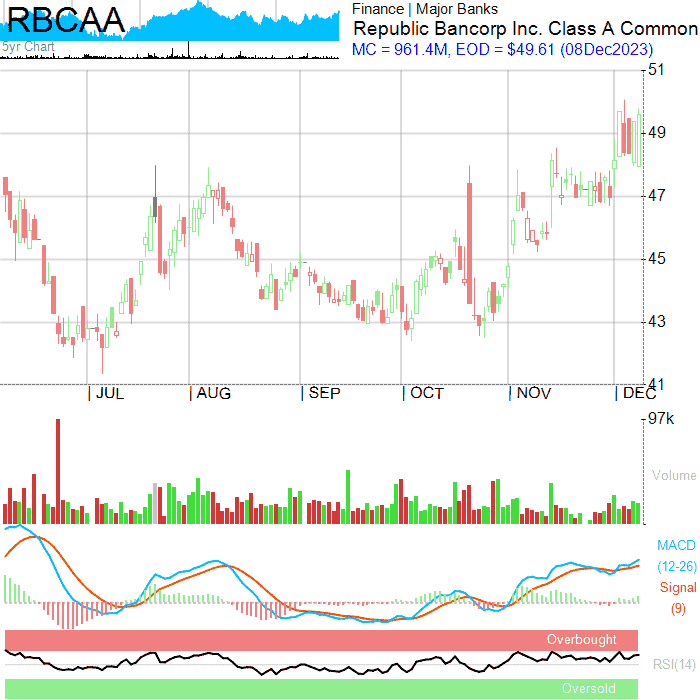 RBCAA
5yr Chart
Finance | Major Banks
Republic Bancorp Inc. Class A Common
MC = 961.4M, EOD = $49.61 (08Dec2023)
51
49
47
45
43
41
| JUL | AUG | SEP | OCT | NOV | DEC
97k
Volume
MACD
(12-26)
Signal
(9)
Overbought
RSI(14)
Oversold